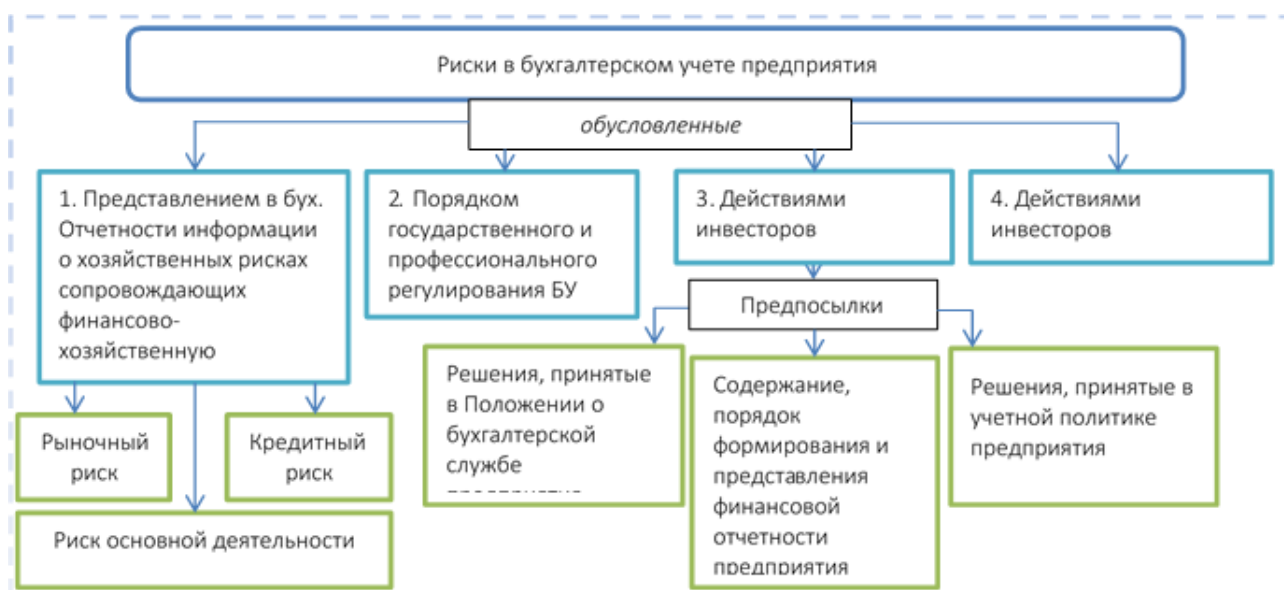 Риски в бухгалтерском учете предприятия
обусловленные
1. Представлением в бух.
Отчетности информации
о хозяйственных рисках
сопровождающих
финансово-
хозяйственную
2. Порядком
государственного и
профессионального
регулирования БУ
3. Действиями
инвесторов
4. Действиями
инвесторов
Предпосылки
Решения, принятые
в Положении о
бухгалтерской
службе
Содержание,
порядок
формирования и
представления
финансовой
отчетности
предприятия
Решения, принятые в
учетной политике
предприятия
Рыночный
риск
Кредитный
риск
Риск основной деятельности